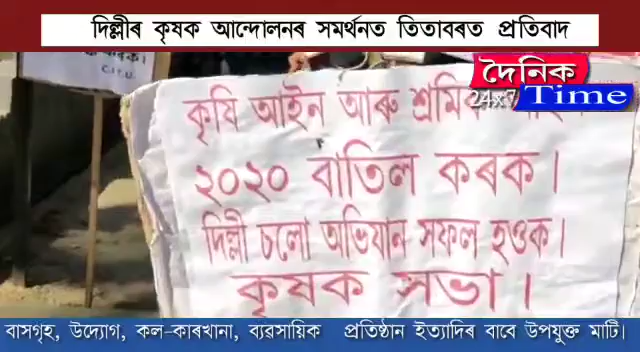 দিল্লীৰ কৃষক আন্দোলনৰ সমৰ্থনত তিতাবৰত প্ৰতিবাদ
কৰক।
C.I.T.U.
দৈনিক
24x7 Time
কৃষি আইন আৰু শ্ৰমিক
২০২০ বাতিল কৰক।
দিল্লী চলো অভিযান সফল হওক।
কৃষক সভা।
বাসগৃহ, উদ্যোগ, কল-কাৰখানা, ব্যৱসায়িক প্ৰতিষ্ঠান ইত্যাদিৰ বাবে উপযুক্ত মাটি।